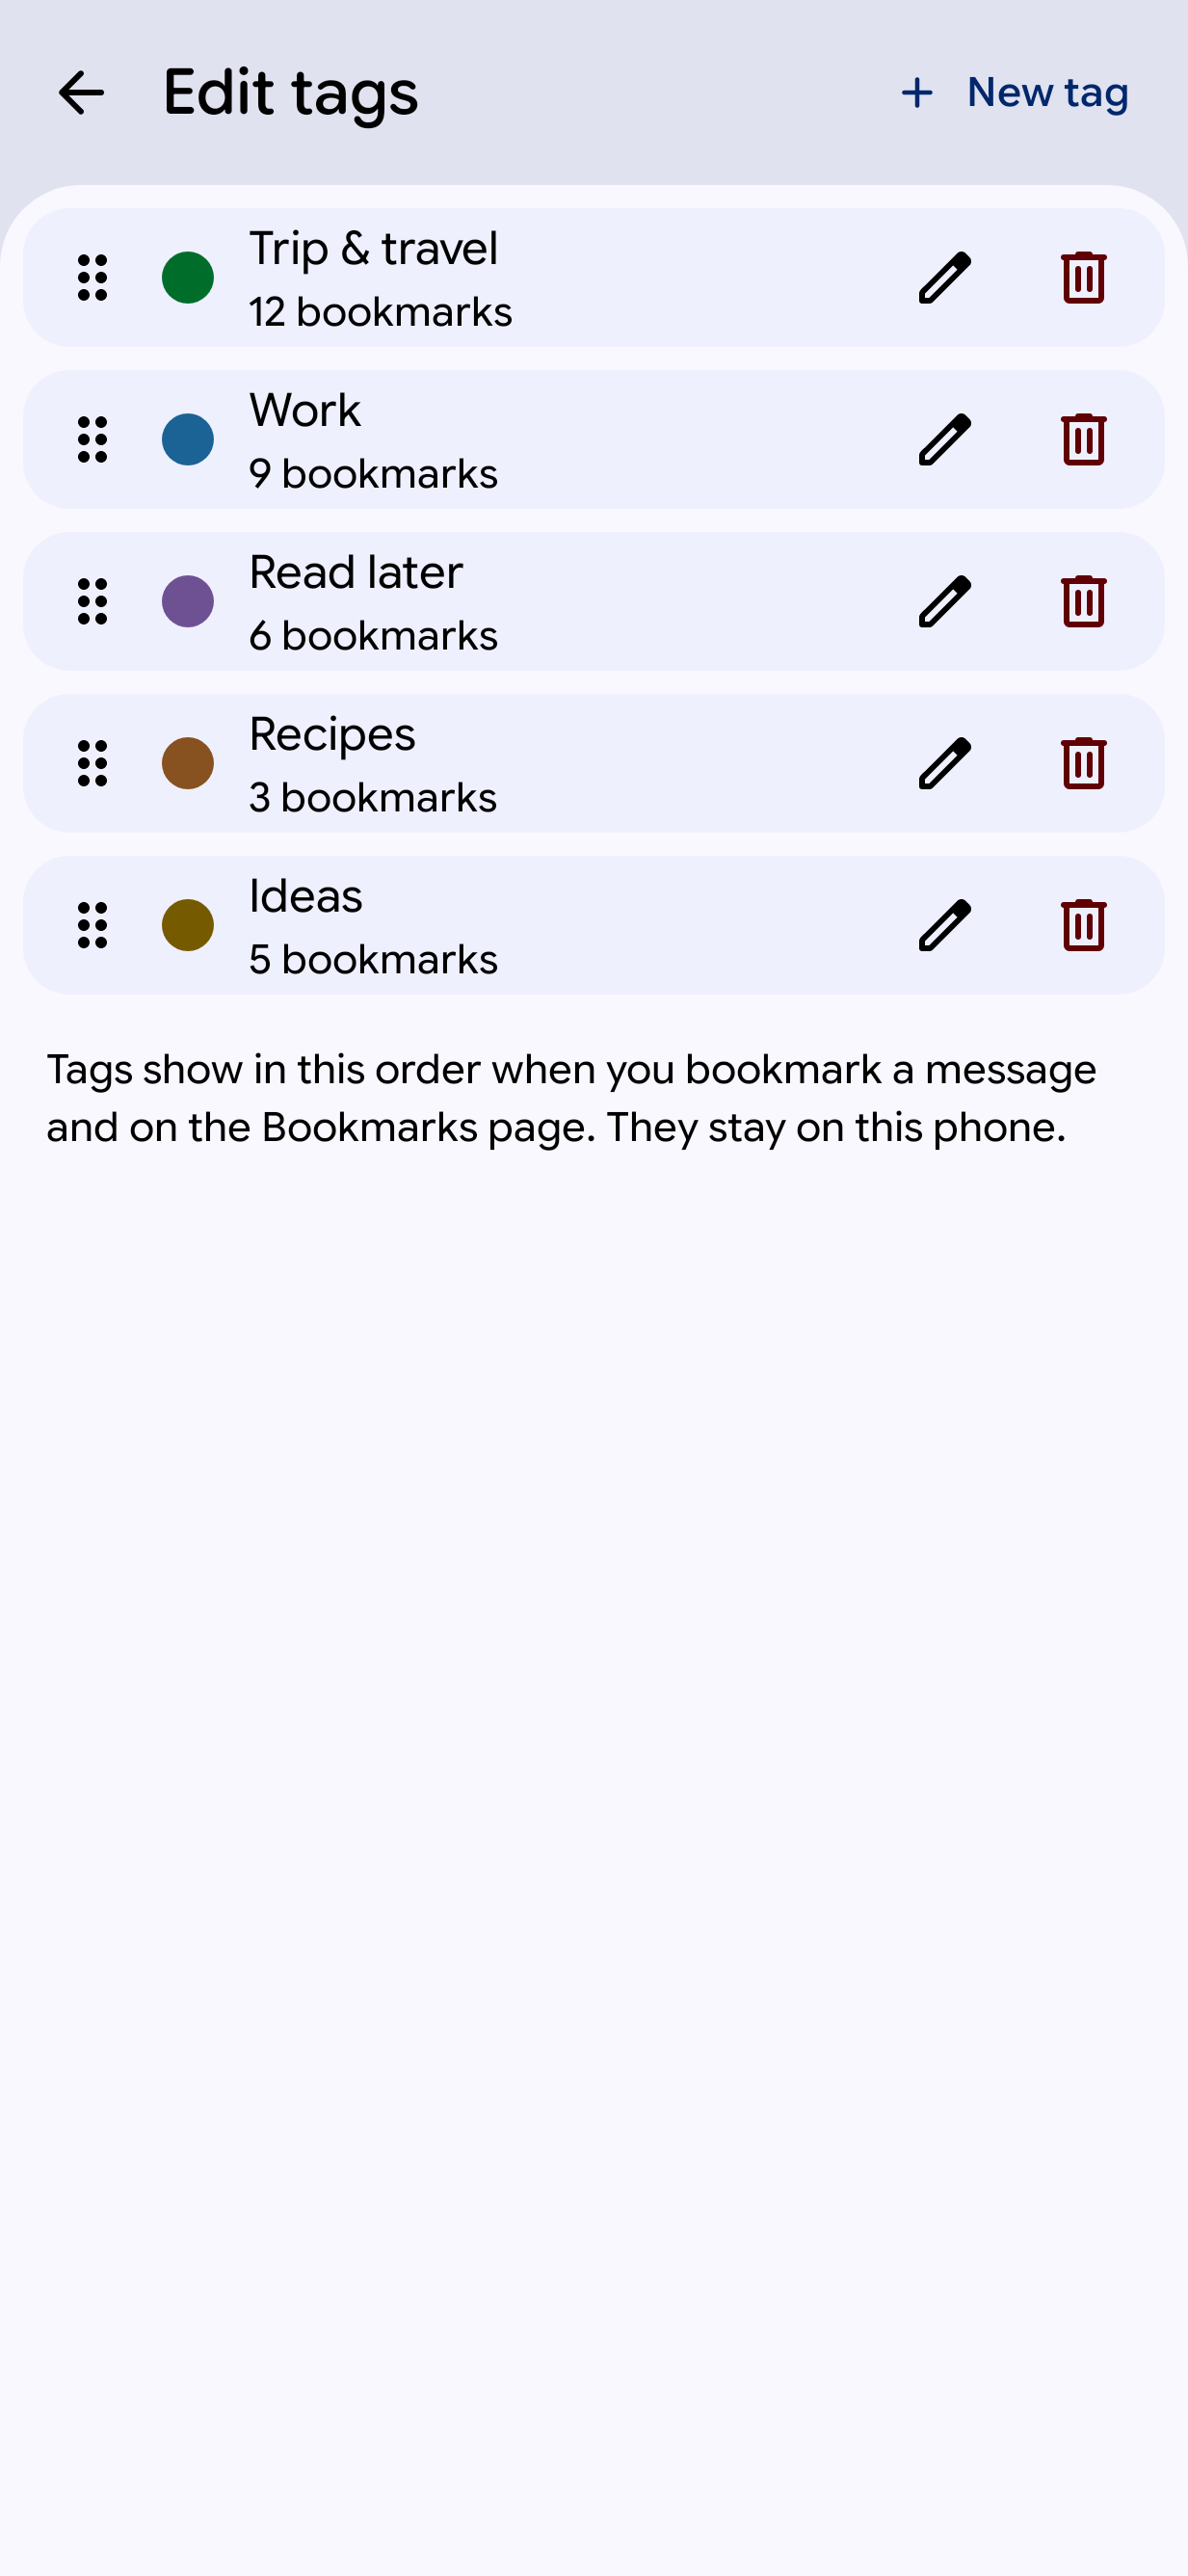 Edit tags
New tag
Trip & travel
12 bookmarks
Work
9 bookmarks
Read later
6 bookmarks
Recipes
3 bookmarks
Ideas
5 bookmarks
Tags show in this order when you bookmark a message
and on the Bookmarks page. They stay on this phone.